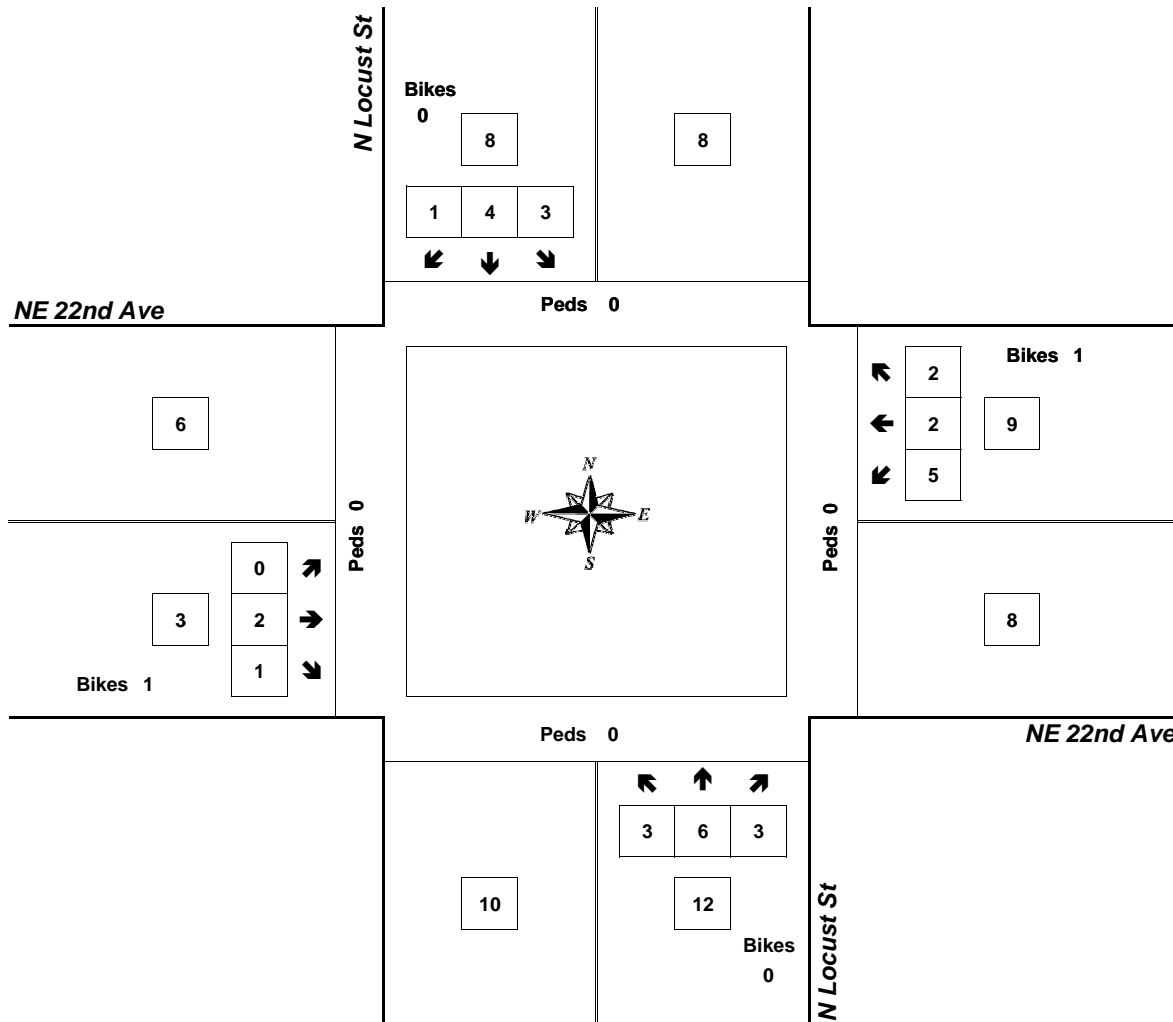 N Locust St
Bikes
0
8
8
1 4 3
Peds 0
NE 22nd Ave
Bikes 1
2
6
2
9
5
N
W E
S
Peds 0
Peds 0
0
3
2
8
1
Bikes 1
Peds 0
NE 22nd Ave
3 6 3
10
12
Bikes
0
N Locust St